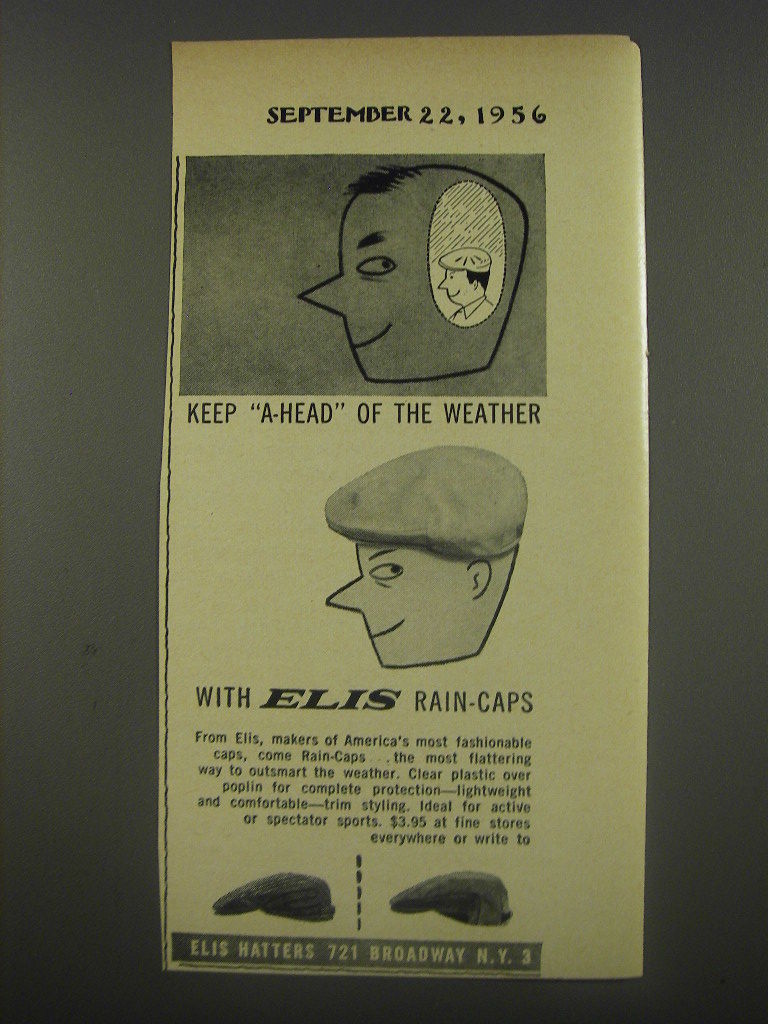 SEPTEMBER 22, 1956
KEEP "A-HEAD" OF THE WEATHER
WITH ELIS RAIN-CAPS
From Elis, makers of America's most fashionable
caps, come Rain-Caps . . . the most flattering
way to outsmart the weather. Clear plastic over
poplin for complete protection—lightweight
and comfortable—trim styling. Ideal for active
or spectator sports. $3.95 at fine stores
everywhere or write to
ELIS HATTERS 721 BROADWAY N.Y. 3